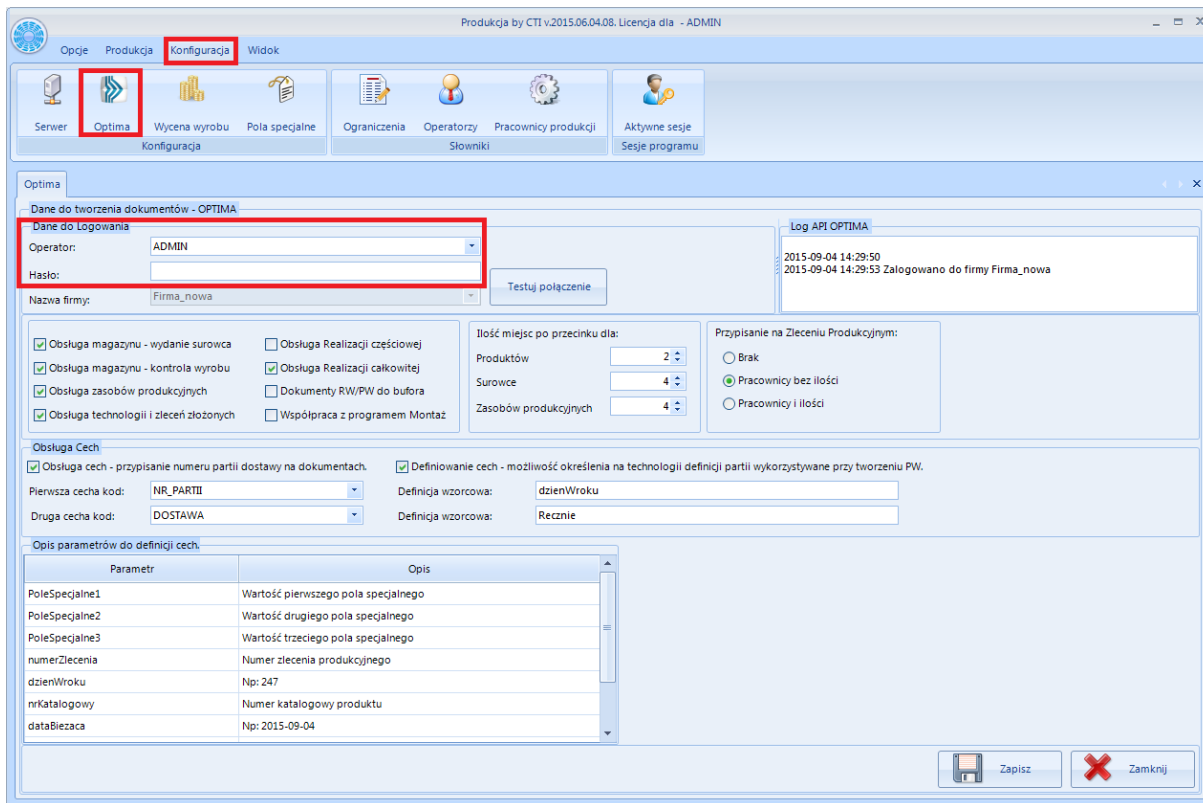 Produkcja by CTI v.2015.06.04.08. Licencja dla - ADMIN
Opcje Produkcja Konfiguracja Widok
Serwer Optima Wycena wyrobu Pola specjalne Ograniczenia Operatorzy Pracownicy produkcji Aktywne sesje
Konfiguracja Słowniki Sesje programu
Optima
Dane do tworzenia dokumentów - OPTIMA
Dane do Logowania
Operator: ADMIN
Hasło:
Nazwa firmy: Firma_nowa
Testuj połączenie
Log API OPTIMA
2015-09-04 14:29:50
2015-09-04 14:29:53 Zalogowano do firmy Firma_nowa
Obsługa magazynu - wydanie surowca
Obsługa magazynu - kontrola wyrobu
Obsługa zasobów produkcyjnych
Obsługa technologii i zleceń złożonych
Obsługa Realizacji częściowej
Obsługa Realizacji całkowitej
Dokumenty RW/PW do bufora
Współpraca z programem Montaż
Ilość miejsc po przecinku dla:
Produktów 2
Surowce 4
Zasobów produkcyjnych 4
Przypisanie na Zleceniu Produkcyjnym:
Brak
Pracownicy bez ilości
Pracownicy i ilości
Obsługa Cech
Obsługa cech - przypisanie numeru partii dostawy na dokumentach.
Definiowanie cech - możliwość określenia na technologii definicji partii wykorzystywane przy tworzeniu PW.
Pierwsza cecha kod: NR_PARTII Definicja wzorcowa: dzienWroku
Druga cecha kod: DOSTAWA Definicja wzorcowa: Recznie
Opis parametrów do definicji cech.
Parametr Opis
PoleSpecjalne1 Wartość pierwszego pola specjalnego
PoleSpecjalne2 Wartość drugiego pola specjalnego
PoleSpecjalne3 Wartość trzeciego pola specjalnego
numerZlecenia Numer zlecenia produkcyjnego
dzienWroku Np: 247
nrKatalogowy Numer katalogowy produktu
dataBiezaca Np: 2015-09-04
Zapisz Zamknij